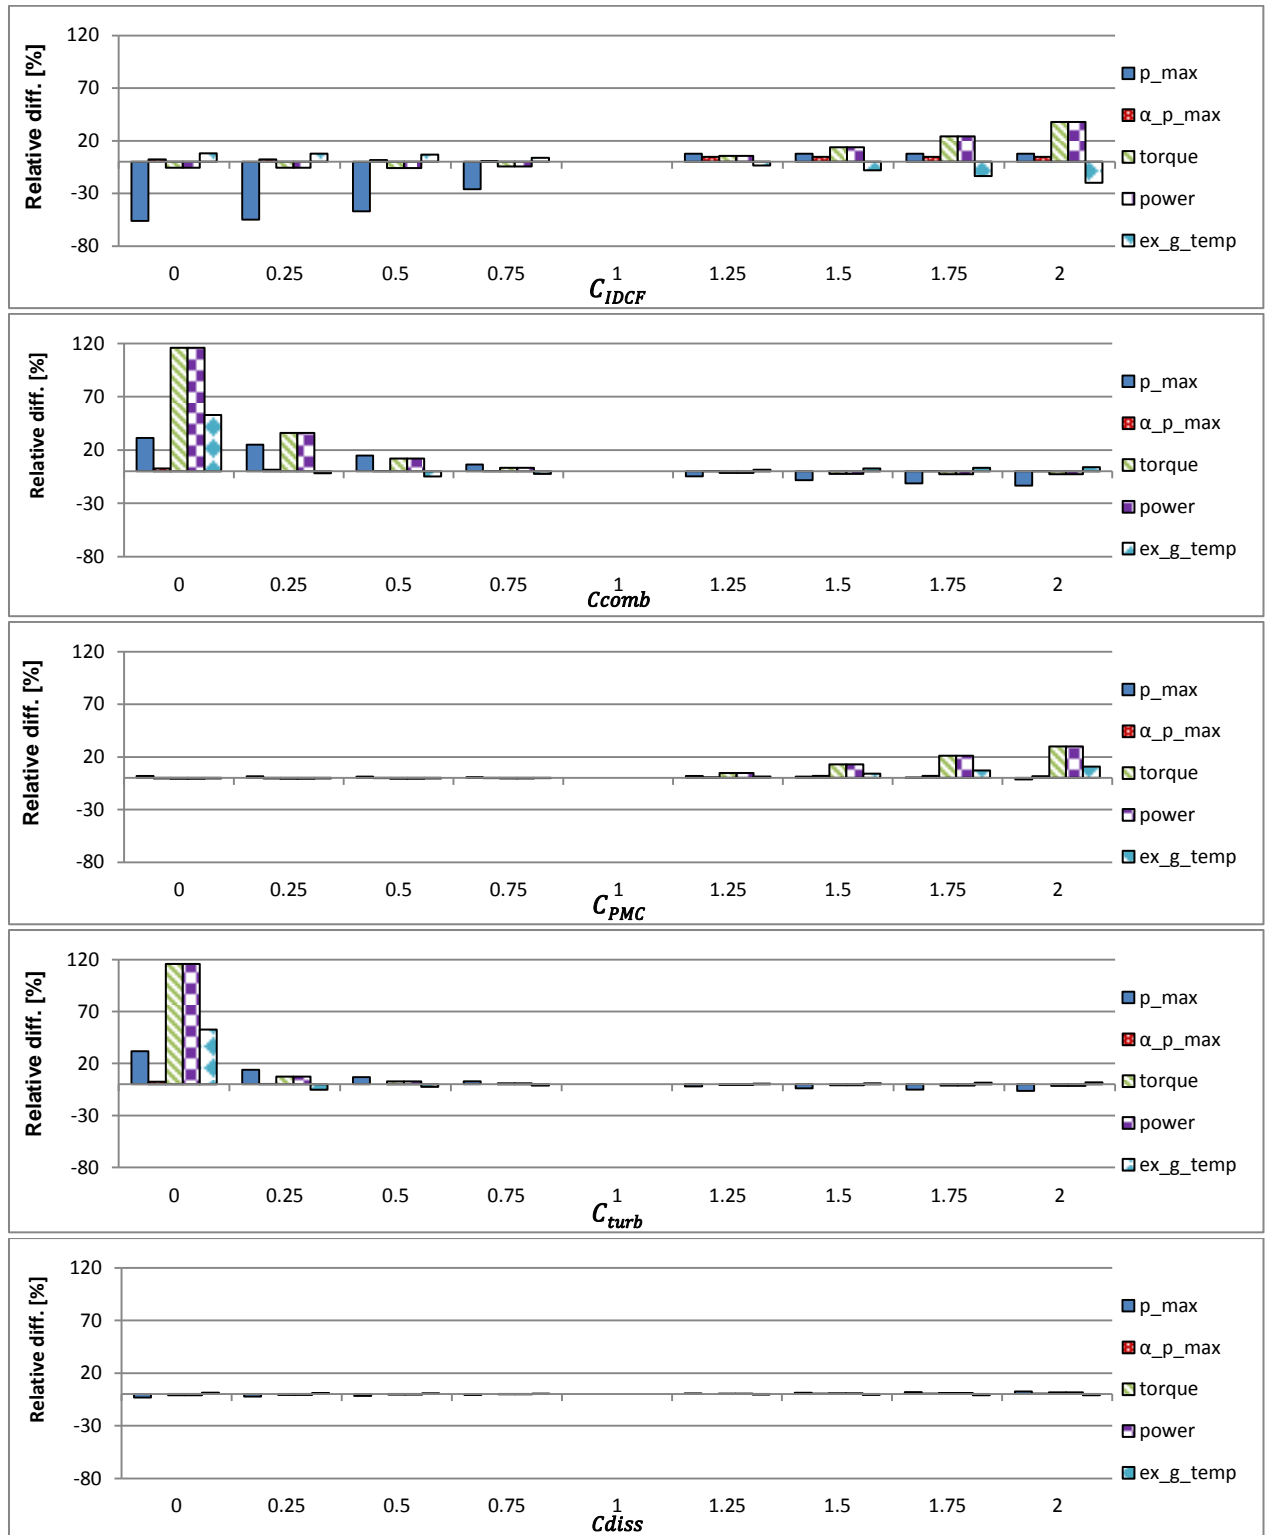 Relative diff. [%]
120
70
20
-30
-80
0 0.25 0.5 0.75 1 1.25 1.5 1.75 2
C_IDCF
p_max
α_p_max
torque
power
ex_g_temp
Relative diff. [%]
120
70
20
-30
-80
0 0.25 0.5 0.75 1 1.25 1.5 1.75 2
Ccomb
p_max
α_p_max
torque
power
ex_g_temp
Relative diff. [%]
120
70
20
-30
-80
0 0.25 0.5 0.75 1 1.25 1.5 1.75 2
C_PMC
p_max
α_p_max
torque
power
ex_g_temp
Relative diff. [%]
120
70
20
-30
-80
0 0.25 0.5 0.75 1 1.25 1.5 1.75 2
C_turb
p_max
α_p_max
torque
power
ex_g_temp
Relative diff. [%]
120
70
20
-30
-80
0 0.25 0.5 0.75 1 1.25 1.5 1.75 2
Cdiss
p_max
α_p_max
torque
power
ex_g_temp